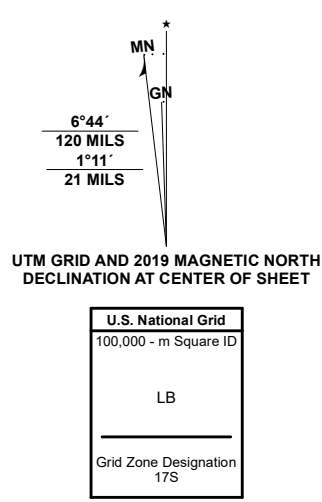 MN
GN
6°44´
120 MILS
1°11´
21 MILS
UTM GRID AND 2019 MAGNETIC NORTH
DECLINATION AT CENTER OF SHEET
U.S. National Grid
100,000 - m Square ID
LB
Grid Zone Designation
17S